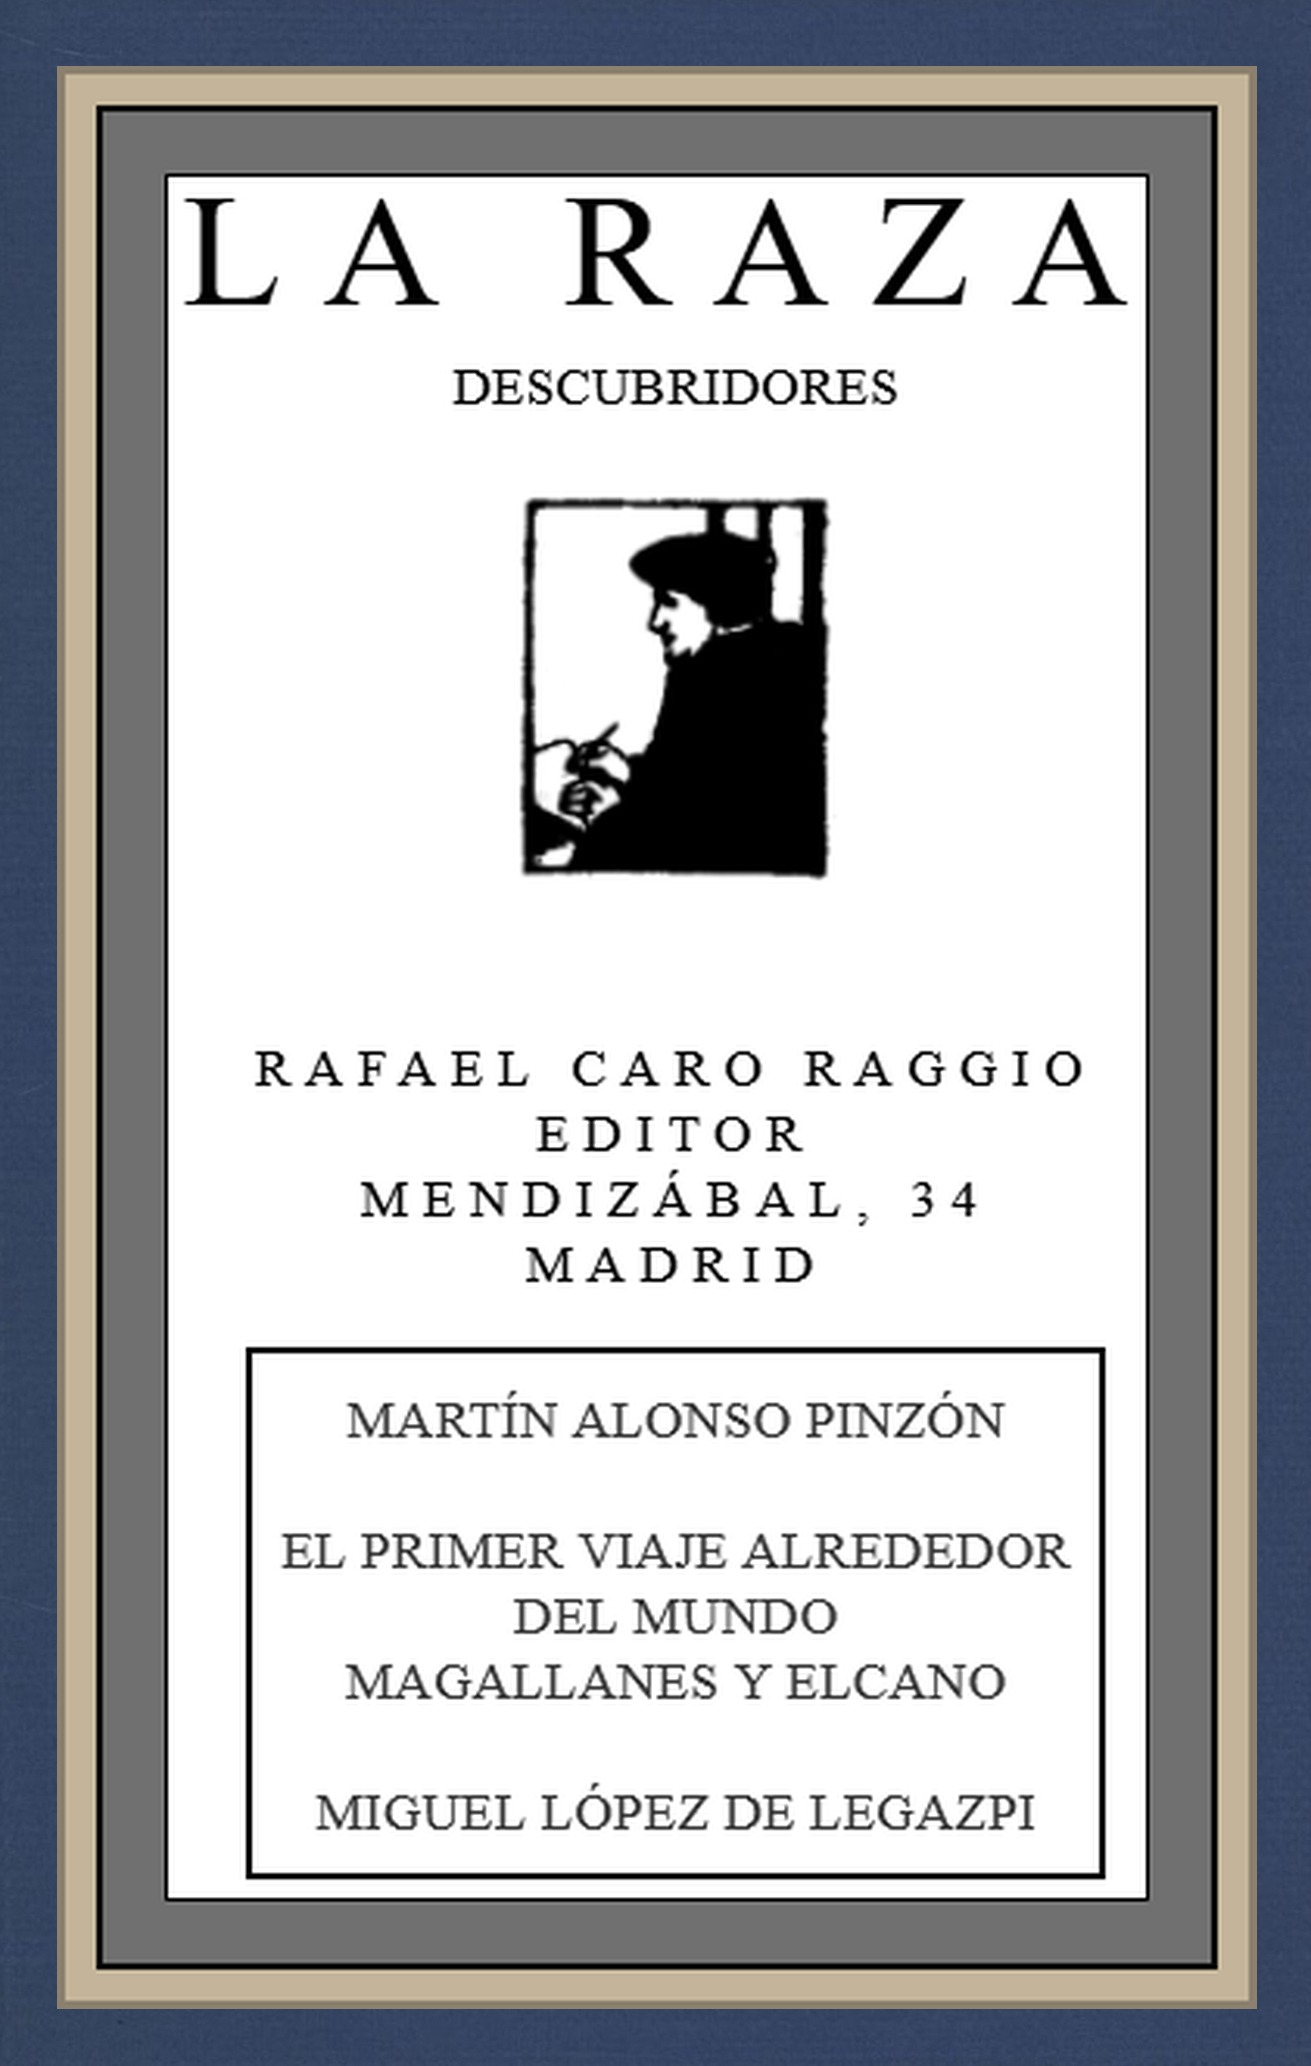 LA RAZA
DESCUBRIDORES
RAFAEL CARO RAGGIO
EDITOR
MENDIZÁBAL, 34
MADRID
MARTÍN ALONSO PINZÓN
EL PRIMER VIAJE ALREDEDOR
DEL MUNDO
MAGALLANES Y ELCANO
MIGUEL LÓPEZ DE LEGAZPI